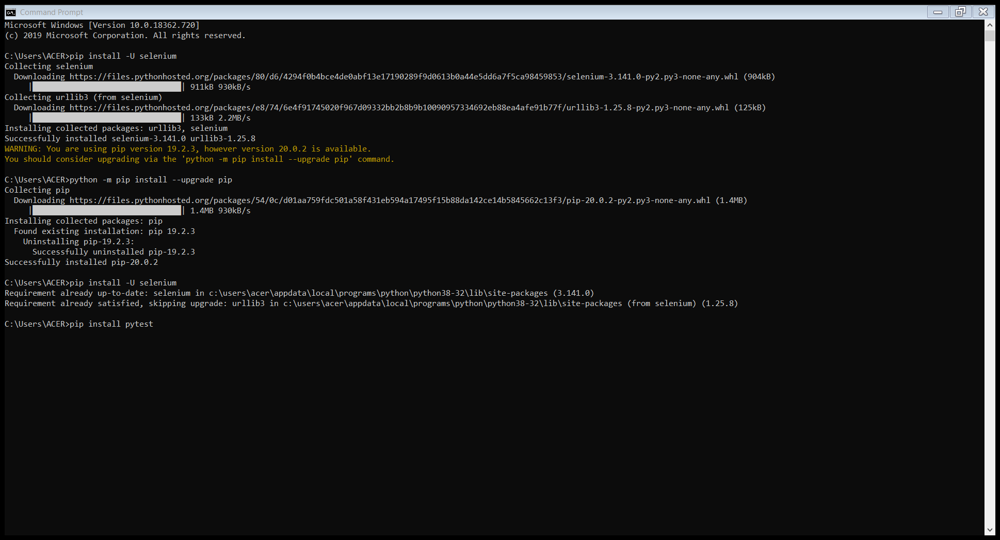 Command Prompt
Microsoft Windows [Version 10.0.18362.720]
(c) 2019 Microsoft Corporation. All rights reserved.
C:\Users\ACER>pip install -U selenium
Collecting selenium
Downloading https://files.pythonhosted.org/packages/80/d6/4294f0b4bce4de0abf13e17190289f9d0613b0a44e5dd6a7f5ca98459853/selenium-3.141.0-py2.py3-none-any.whl (904kB)
| | 911kB 930kB/s
Collecting urllib3 (from selenium)
Downloading https://files.pythonhosted.org/packages/e8/74/6e4f91745020f967d09332bb2b8b9b10090957334692eb88ea4afe91b77f/urllib3-1.25.8-py2.py3-none-any.whl (125kB)
| | 133kB 2.2MB/s
Installing collected packages: urllib3, selenium
Successfully installed selenium-3.141.0 urllib3-1.25.8
WARNING: You are using pip version 19.2.3, however version 20.0.2 is available.
You should consider upgrading via the 'python -m pip install --upgrade pip' command.
C:\Users\ACER>python -m pip install --upgrade pip
Collecting pip
Downloading https://files.pythonhosted.org/packages/54/0c/d01aa759fdc501a58f431eb594a17495f15b88da142ce14b5845662c13f3/pip-20.0.2-py2.py3-none-any.whl (1.4MB)
| | 1.4MB 930kB/s
Installing collected packages: pip
Found existing installation: pip 19.2.3
Uninstalling pip-19.2.3:
Successfully uninstalled pip-19.2.3
Successfully installed pip-20.0.2
C:\Users\ACER>pip install -U selenium
Requirement already up-to-date: selenium in c:\users\acer\appdata\local\programs\python\python38-32\lib\site-packages (3.141.0)
Requirement already satisfied, skipping upgrade: urllib3 in c:\users\acer\appdata\local\programs\python\python38-32\lib\site-packages (from selenium) (1.25.8)
C:\Users\ACER>pip install pytest